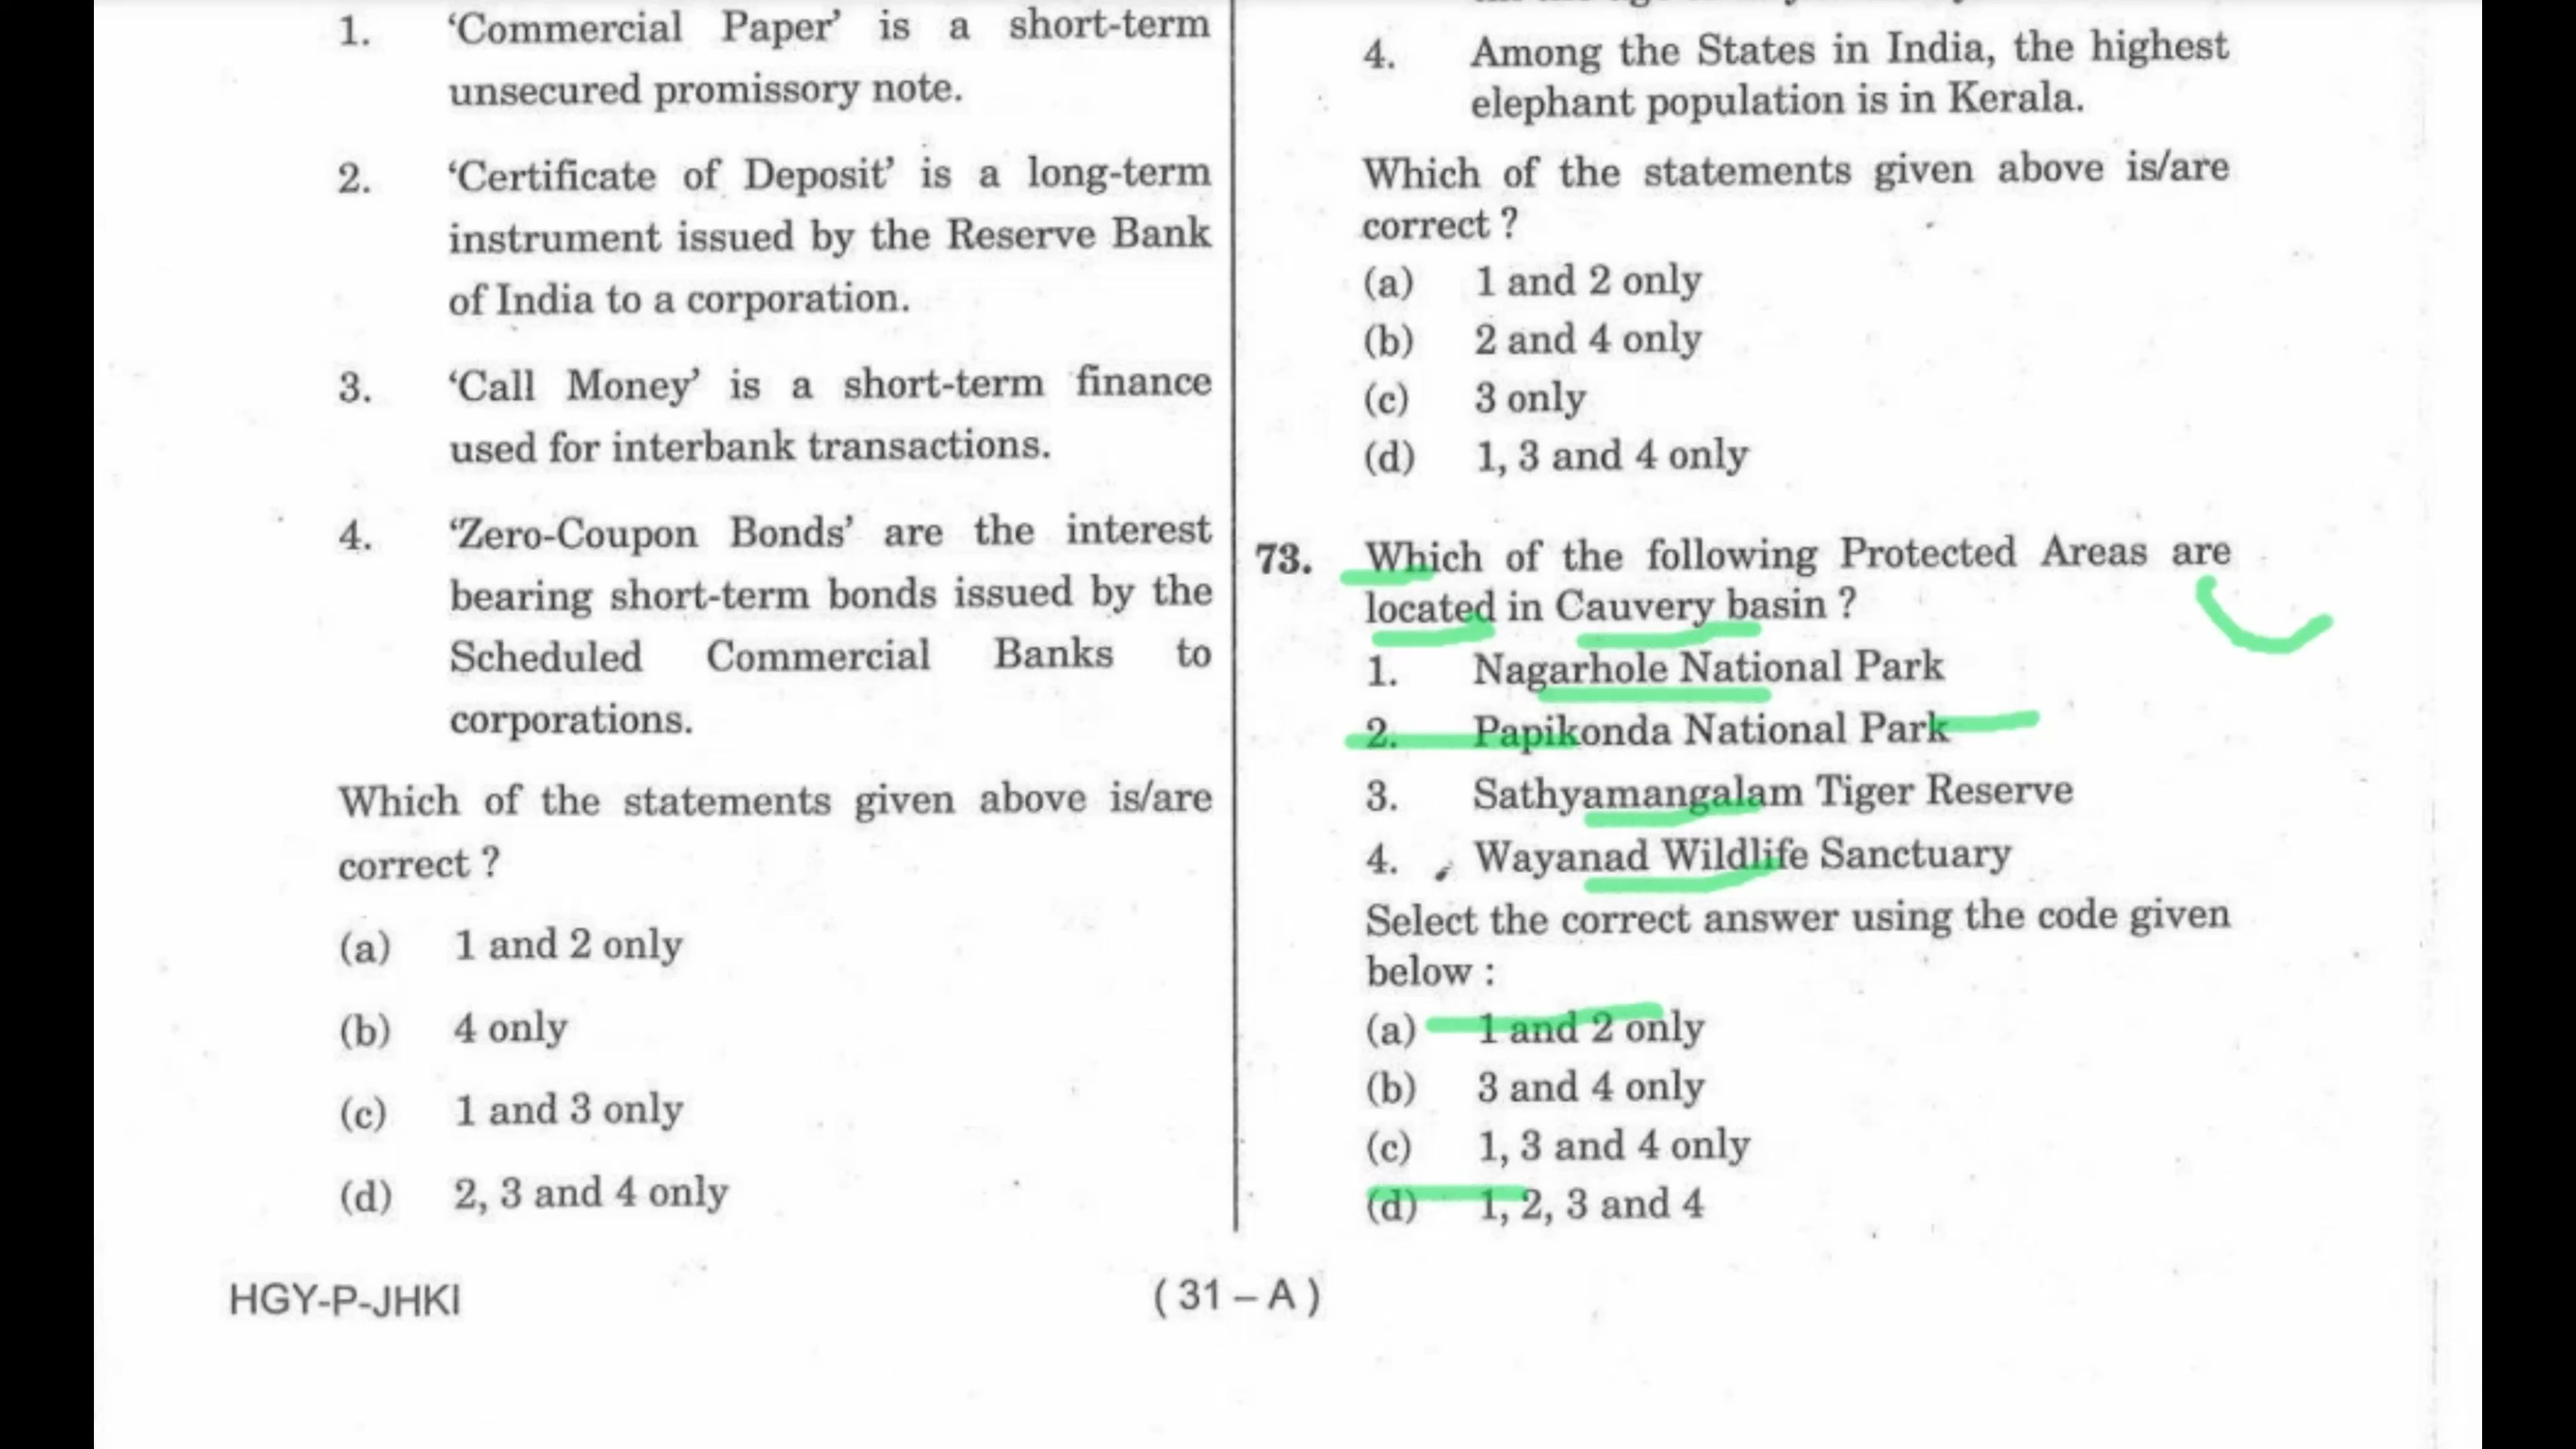 1. ‘Commercial Paper’ is a short-term
unsecured promissory note.
2. ‘Certificate of Deposit’ is a long-term
instrument issued by the Reserve Bank
of India to a corporation.
3. ‘Call Money’ is a short-term finance
used for interbank transactions.
4. ‘Zero-Coupon Bonds’ are the interest
bearing short-term bonds issued by the
Scheduled Commercial Banks to
corporations.
Which of the statements given above is/are
correct ?
(a) 1 and 2 only
(b) 4 only
(c) 1 and 3 only
(d) 2, 3 and 4 only
4. Among the States in India, the highest
elephant population is in Kerala.
Which of the statements given above is/are
correct ?
(a) 1 and 2 only
(b) 2 and 4 only
(c) 3 only
(d) 1, 3 and 4 only
73. Which of the following Protected Areas are
located in Cauvery basin ?
1. Nagarhole National Park
2. Papikonda National Park
3. Sathyamangalam Tiger Reserve
4. Wayanad Wildlife Sanctuary
Select the correct answer using the code given
below :
(a) 1 and 2 only
(b) 3 and 4 only
(c) 1, 3 and 4 only
(d) 1, 2, 3 and 4
HGY-P-JHKI
( 31 – A )